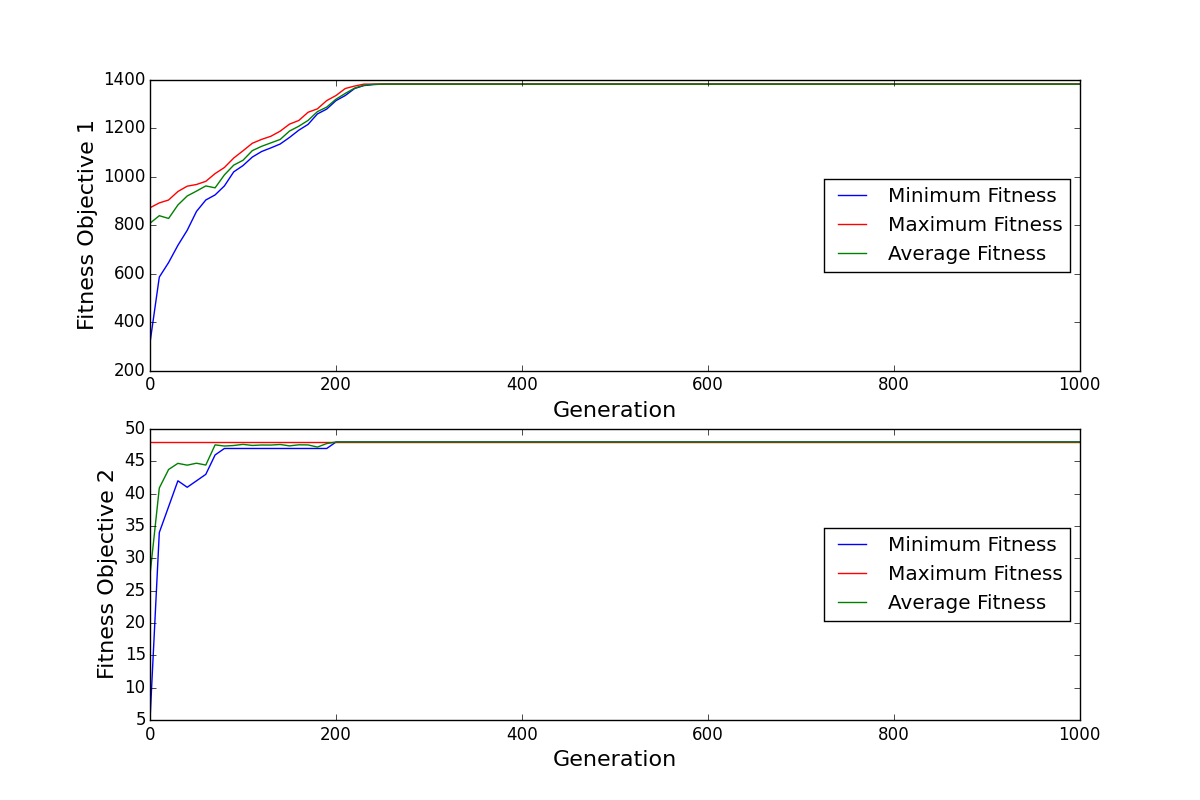 1400
1200
1000
800
600
400
200
Fitness Objective 1
Minimum Fitness
Maximum Fitness
Average Fitness
0 200 400 600 800 1000
Generation
50
45
40
35
30
25
20
15
10
5
Fitness Objective 2
Minimum Fitness
Maximum Fitness
Average Fitness
0 200 400 600 800 1000
Generation